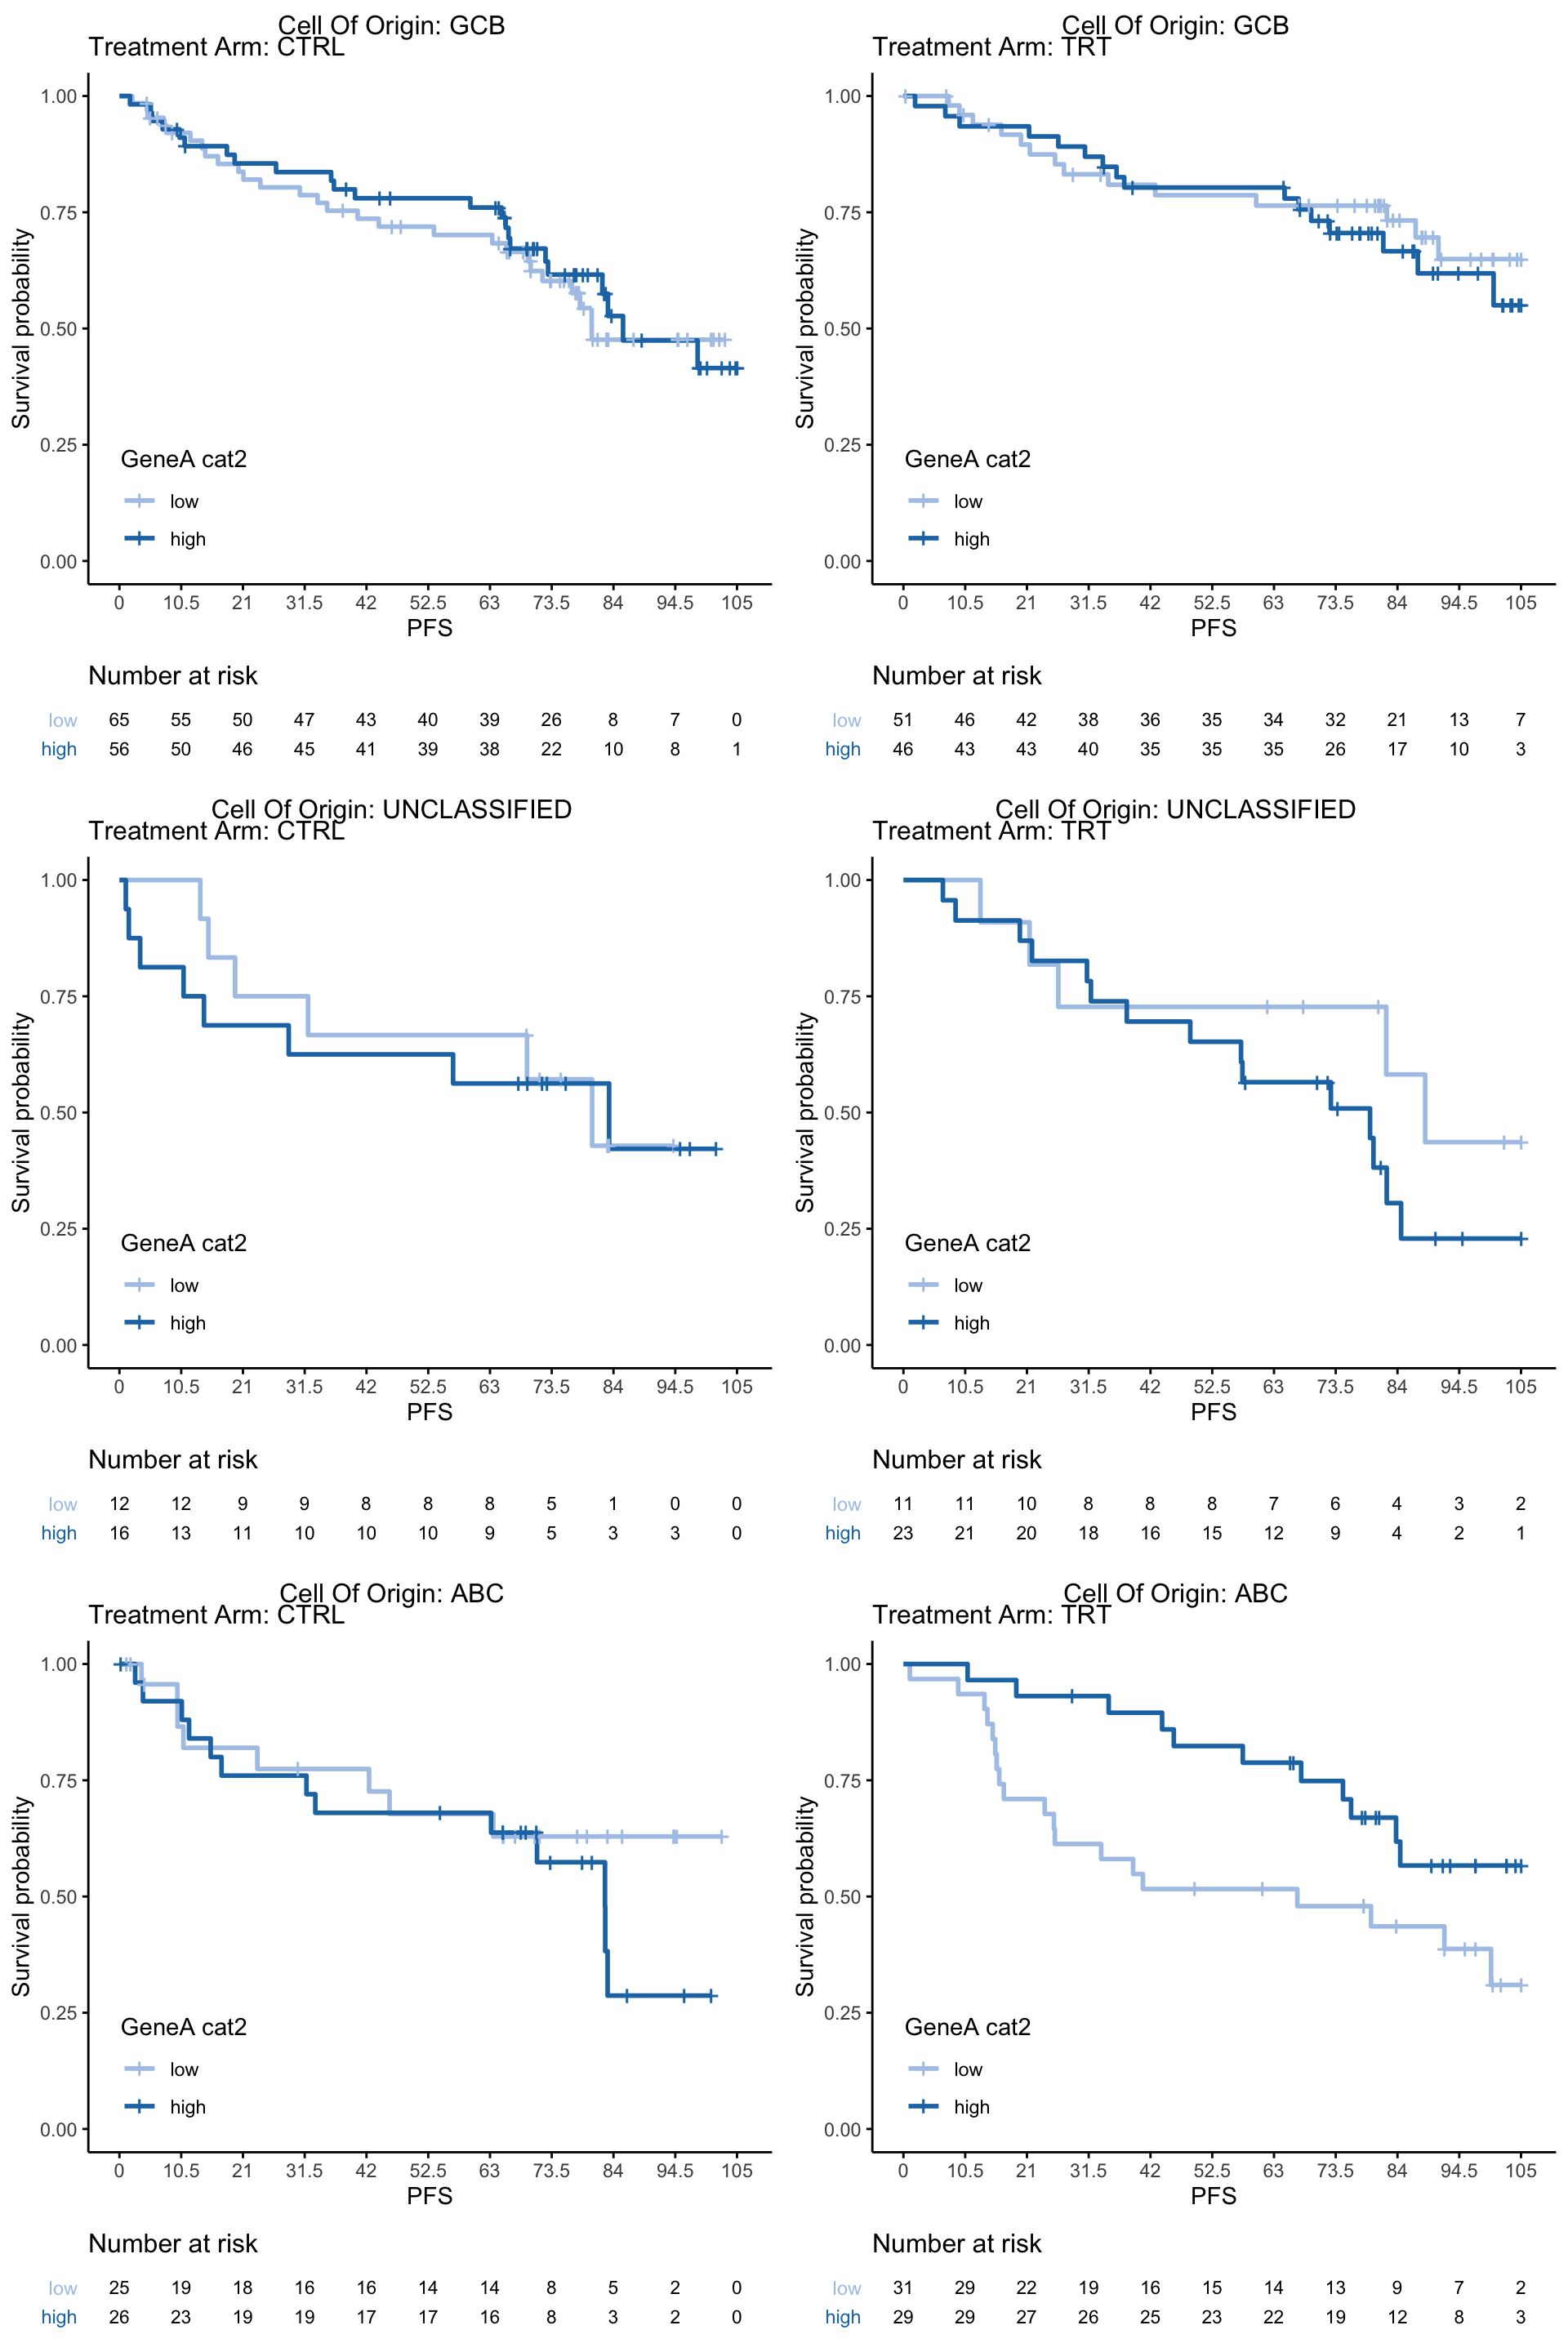 Cell Of Origin: GCB
Treatment Arm: CTRL
1.00
0.75
0.50
0.25
0.00
Survival probability
GeneA cat2
low
high
0 10.5 21 31.5 42 52.5 63 73.5 84 94.5 105
PFS
Number at risk
low 65 55 50 47 43 40 39 26 8 7 0
high 56 50 46 45 41 39 38 22 10 8 1
Cell Of Origin: GCB
Treatment Arm: TRT
1.00
0.75
0.50
0.25
0.00
Survival probability
GeneA cat2
low
high
0 10.5 21 31.5 42 52.5 63 73.5 84 94.5 105
PFS
Number at risk
low 51 46 42 38 36 35 34 32 21 13 7
high 46 43 43 40 35 35 35 26 17 10 3
Cell Of Origin: UNCLASSIFIED
Treatment Arm: CTRL
1.00
0.75
0.50
0.25
0.00
Survival probability
GeneA cat2
low
high
0 10.5 21 31.5 42 52.5 63 73.5 84 94.5 105
PFS
Number at risk
low 12 12 9 9 8 8 8 5 1 0 0
high 16 13 11 10 10 10 9 5 3 3 0
Cell Of Origin: UNCLASSIFIED
Treatment Arm: TRT
1.00
0.75
0.50
0.25
0.00
Survival probability
GeneA cat2
low
high
0 10.5 21 31.5 42 52.5 63 73.5 84 94.5 105
PFS
Number at risk
low 11 11 10 8 8 8 7 6 4 3 2
high 23 21 20 18 16 15 12 9 4 2 1
Cell Of Origin: ABC
Treatment Arm: CTRL
1.00
0.75
0.50
0.25
0.00
Survival probability
GeneA cat2
low
high
0 10.5 21 31.5 42 52.5 63 73.5 84 94.5 105
PFS
Number at risk
low 25 19 18 16 16 14 14 8 5 2 0
high 26 23 19 19 17 17 16 8 3 2 0
Cell Of Origin: ABC
Treatment Arm: TRT
1.00
0.75
0.50
0.25
0.00
Survival probability
GeneA cat2
low
high
0 10.5 21 31.5 42 52.5 63 73.5 84 94.5 105
PFS
Number at risk
low 31 29 22 19 16 15 14 13 9 7 2
high 29 29 27 26 25 23 22 19 12 8 3